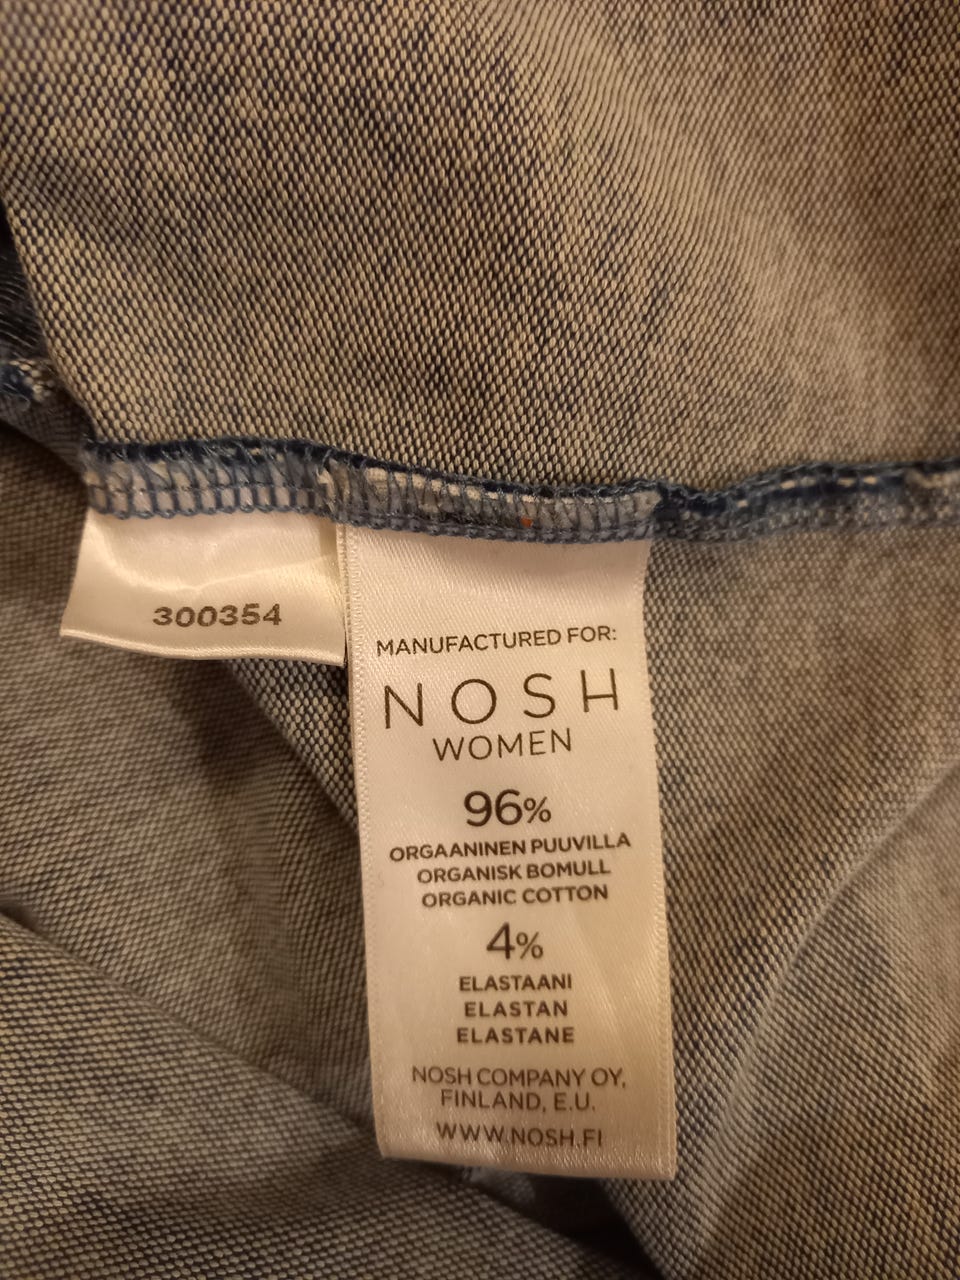 300354
MANUFACTURED FOR:
NOSH
WOMEN
96%
ORGAANINEN PUUVILLA
ORGANISK BOMULL
ORGANIC COTTON
4%
ELASTAANI
ELASTAN
ELASTANE
NOSH COMPANY OY,
FINLAND, E.U.
WWW.NOSH.FI